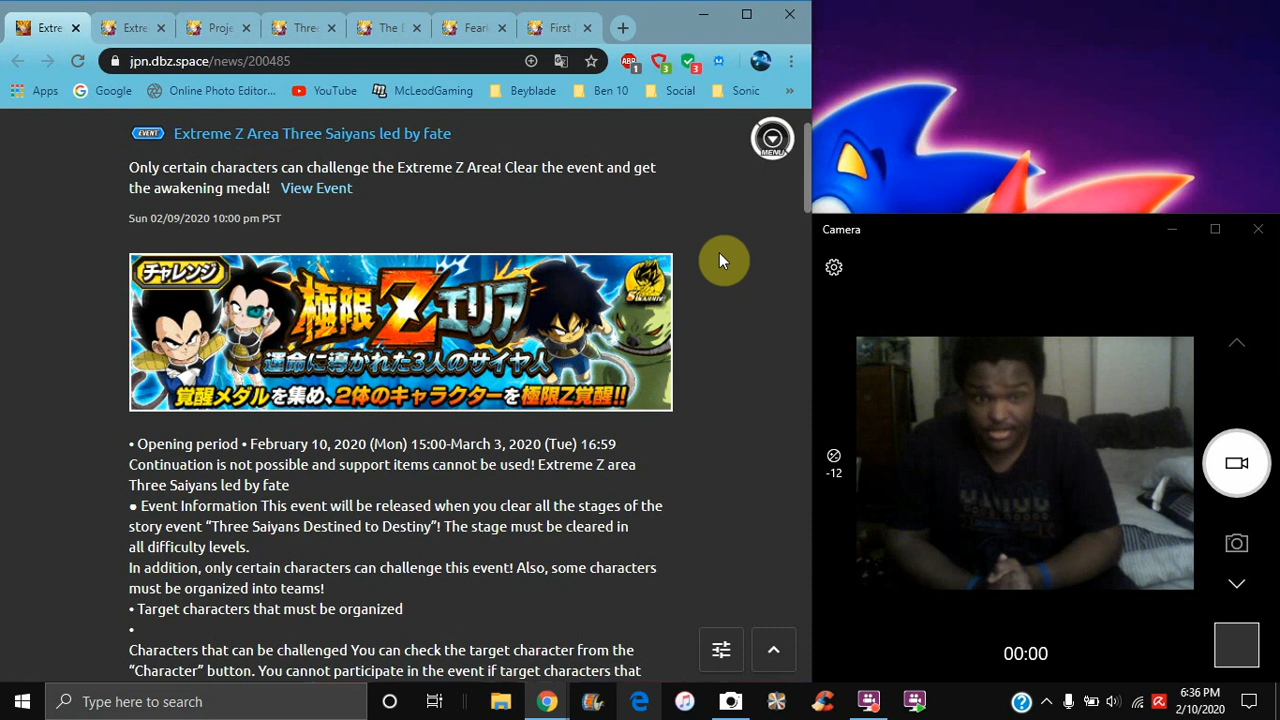 Extre
Extre
Proje
Three
The D
Fearl
First
jpn.dbz.space/news/200485
ABP
1
3
3
Apps
Google
Online Photo Editor...
YouTube
McLeodGaming
Beyblade
Ben 10
Social
Sonic
»
EVENT Extreme Z Area Three Saiyans led by fate
MENU
Only certain characters can challenge the Extreme Z Area! Clear the event and get
the awakening medal! View Event
Sun 02/09/2020 10:00 pm PST
チャレンジ
極限Zエリア
運命に導かれた3人のサイヤ人
覚醒メダルを集め、2体のキャラクターを極限Z覚醒!!
• Opening period • February 10, 2020 (Mon) 15:00-March 3, 2020 (Tue) 16:59
Continuation is not possible and support items cannot be used! Extreme Z area
Three Saiyans led by fate
● Event Information This event will be released when you clear all the stages of the
story event “Three Saiyans Destined to Destiny”! The stage must be cleared in
all difficulty levels.
In addition, only certain characters can challenge this event! Also, some characters
must be organized into teams!
• Target characters that must be organized
•
Characters that can be challenged You can check the target character from the
“Character” button. You cannot participate in the event if target characters that
Camera
-12
00:00
Type here to search
6:36 PM
2/10/2020